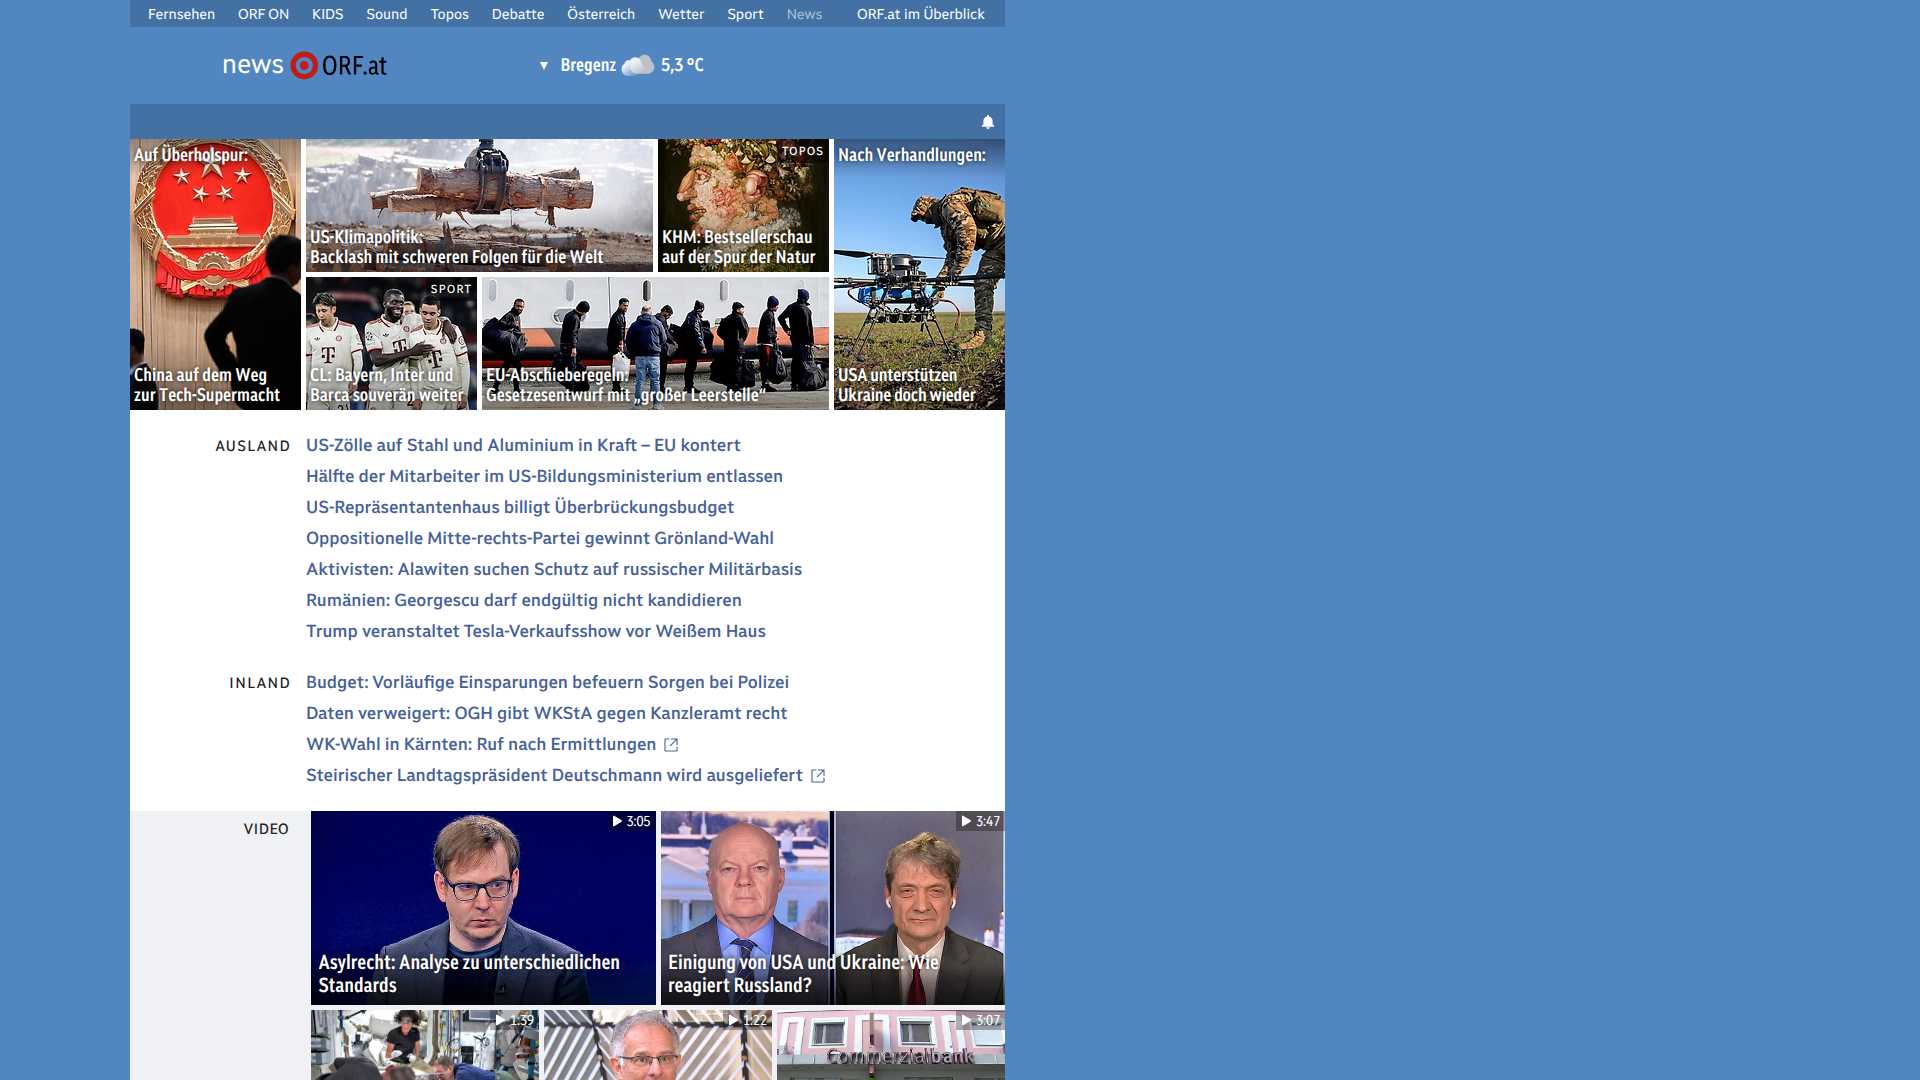 Fernsehen ORF ON KIDS Sound Topos Debatte Österreich Wetter Sport News ORF.at im Überblick
news ORF.at
▼ Bregenz 5,3 °C
Auf Überholspur:
China auf dem Weg
zur Tech-Supermacht
US-Klimapolitik:
Backlash mit schweren Folgen für die Welt
TOPOS
KHM: Bestsellerschau
auf der Spur der Natur
SPORT
CL: Bayern, Inter und
Barca souverän weiter
EU-Abschieberegeln:
Gesetzesentwurf mit „großer Leerstelle“
Nach Verhandlungen:
USA unterstützen
Ukraine doch wieder
AUSLAND
US-Zölle auf Stahl und Aluminium in Kraft – EU kontert
Hälfte der Mitarbeiter im US-Bildungsministerium entlassen
US-Repräsentantenhaus billigt Überbrückungsbudget
Oppositionelle Mitte-rechts-Partei gewinnt Grönland-Wahl
Aktivisten: Alawiten suchen Schutz auf russischer Militärbasis
Rumänien: Georgescu darf endgültig nicht kandidieren
Trump veranstaltet Tesla-Verkaufsshow vor Weißem Haus
INLAND
Budget: Vorläufige Einsparungen befeuern Sorgen bei Polizei
Daten verweigert: OGH gibt WKStA gegen Kanzleramt recht
WK-Wahl in Kärnten: Ruf nach Ermittlungen
Steirischer Landtagspräsident Deutschmann wird ausgeliefert
VIDEO
3:05
Asylrecht: Analyse zu unterschiedlichen
Standards
3:47
Einigung von USA und Ukraine: Wie
reagiert Russland?
1:39
1:22
3:07
Commerzialbank